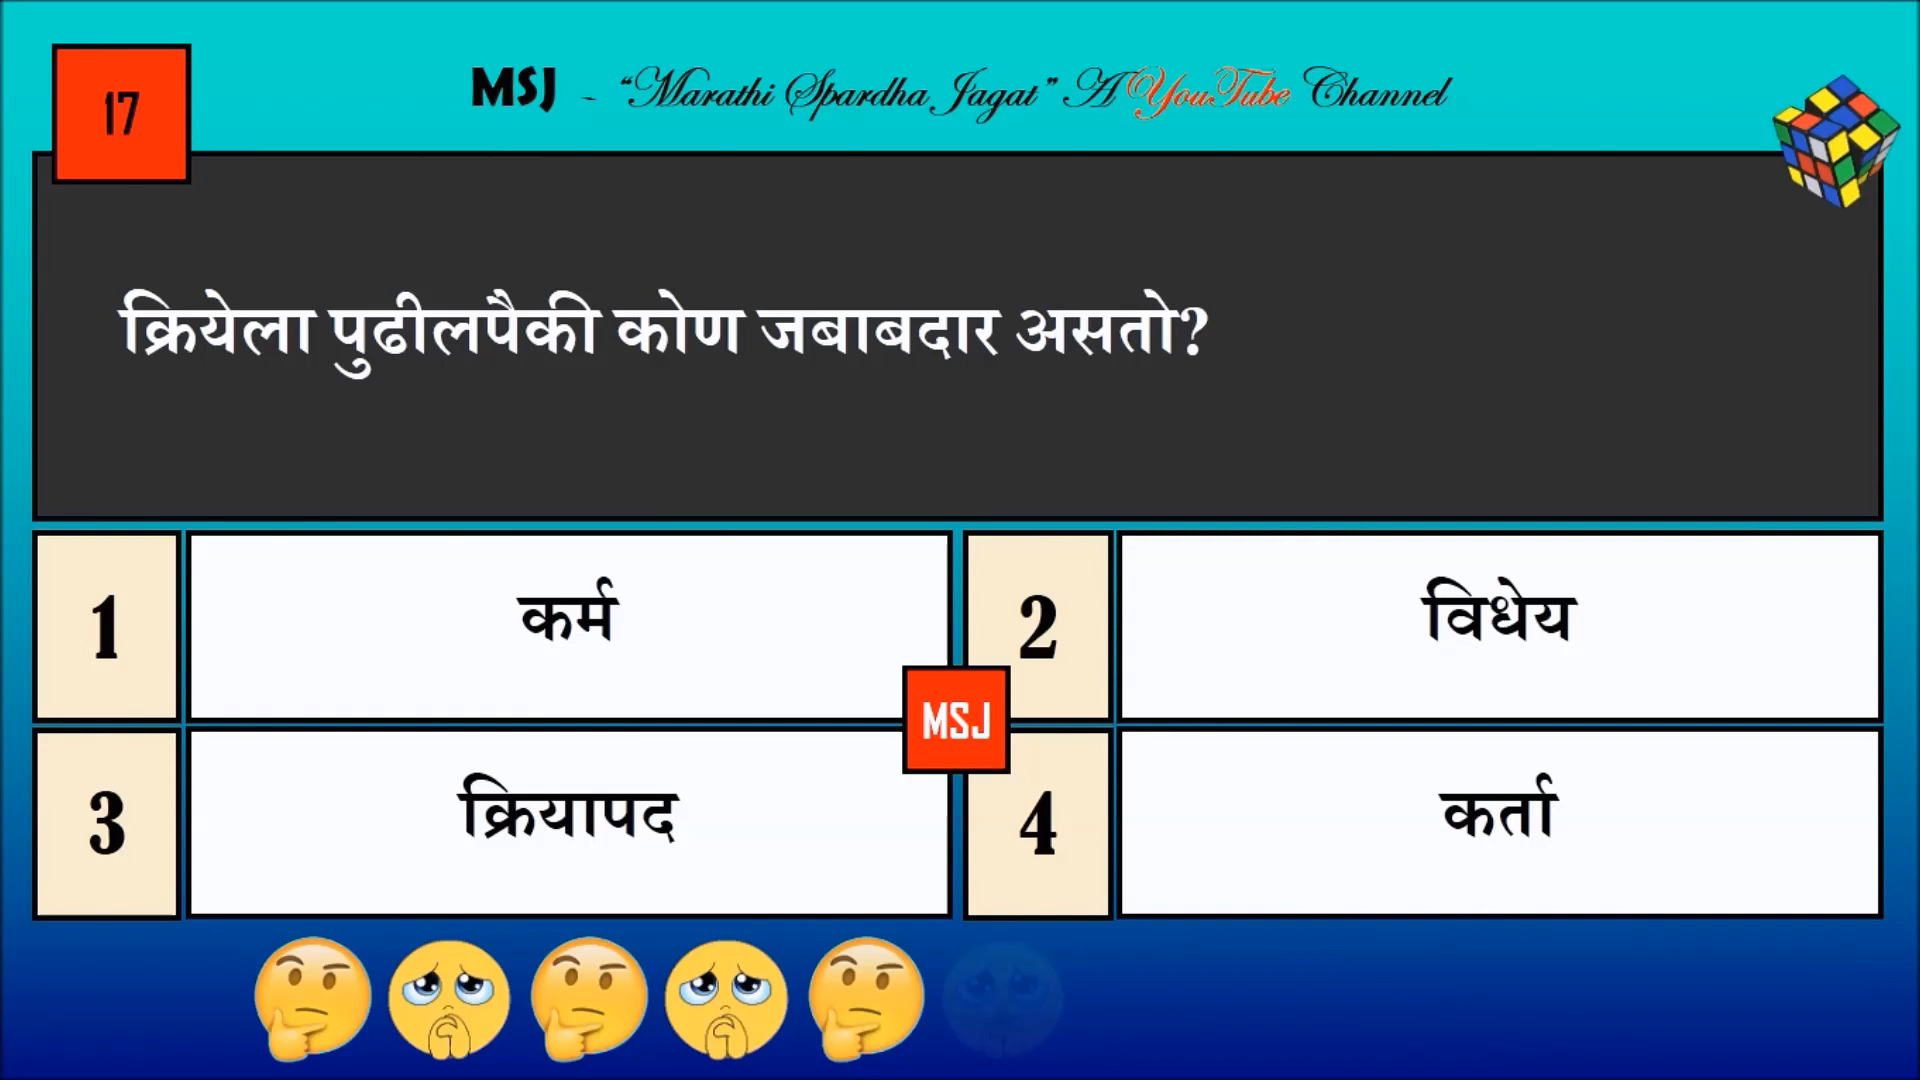 17
MSJ - “Marathi Spardha Jagat” A YouTube Channel
क्रियेला पुढीलपैकी कोण जबाबदार असतो?
1 कर्म
2 विधेय
MSJ
3 क्रियापद
4 कर्ता